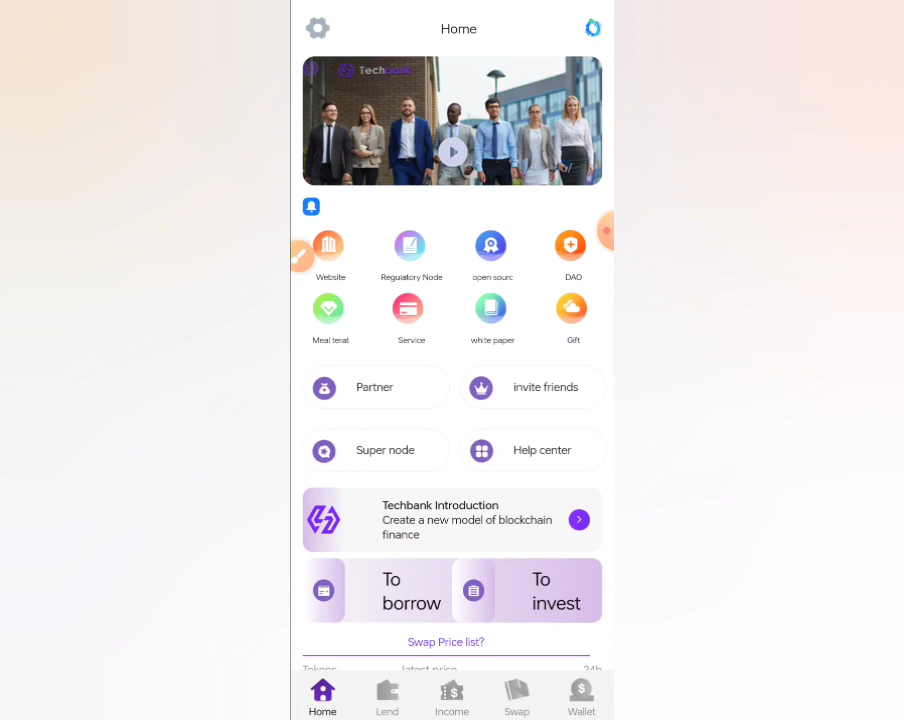 Home
Techbank
Website
Regulatory Node
open sourc
DAO
Meal terat
Service
white paper
Gift
Partner
invite friends
Super node
Help center
Techbank Introduction
Create a new model of blockchain
finance
To
borrow
To
invest
Swap Price list?
Tokens
latest price
24h
Home
Lend
Income
Swap
Wallet